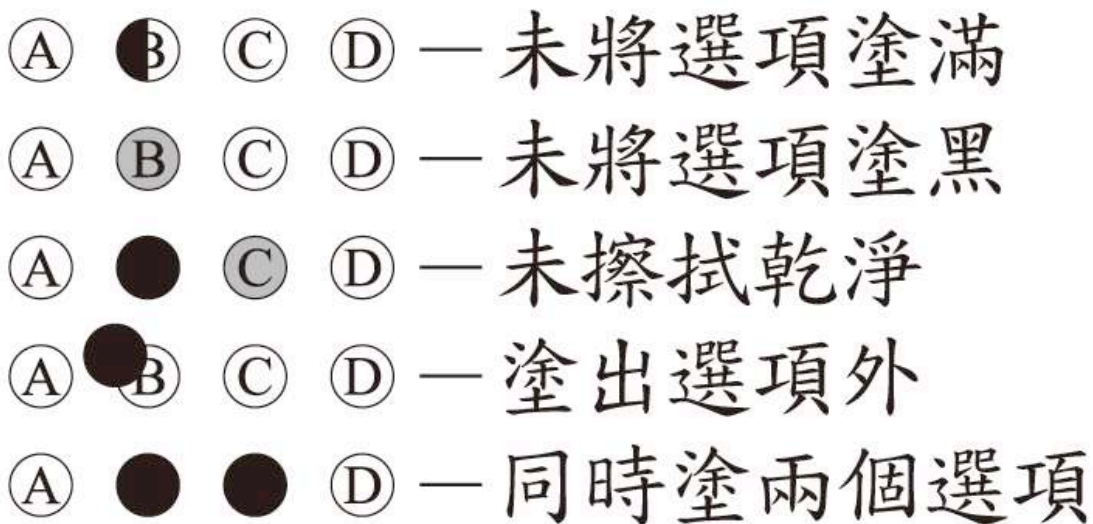 Ⓐ B Ⓒ Ⓓ — 未將選項塗滿
Ⓐ Ⓑ Ⓒ Ⓓ — 未將選項塗黑
Ⓐ ● Ⓒ Ⓓ — 未擦拭乾淨
Ⓐ Ⓑ Ⓒ Ⓓ — 塗出選項外
Ⓐ ● ● Ⓓ — 同時塗兩個選項